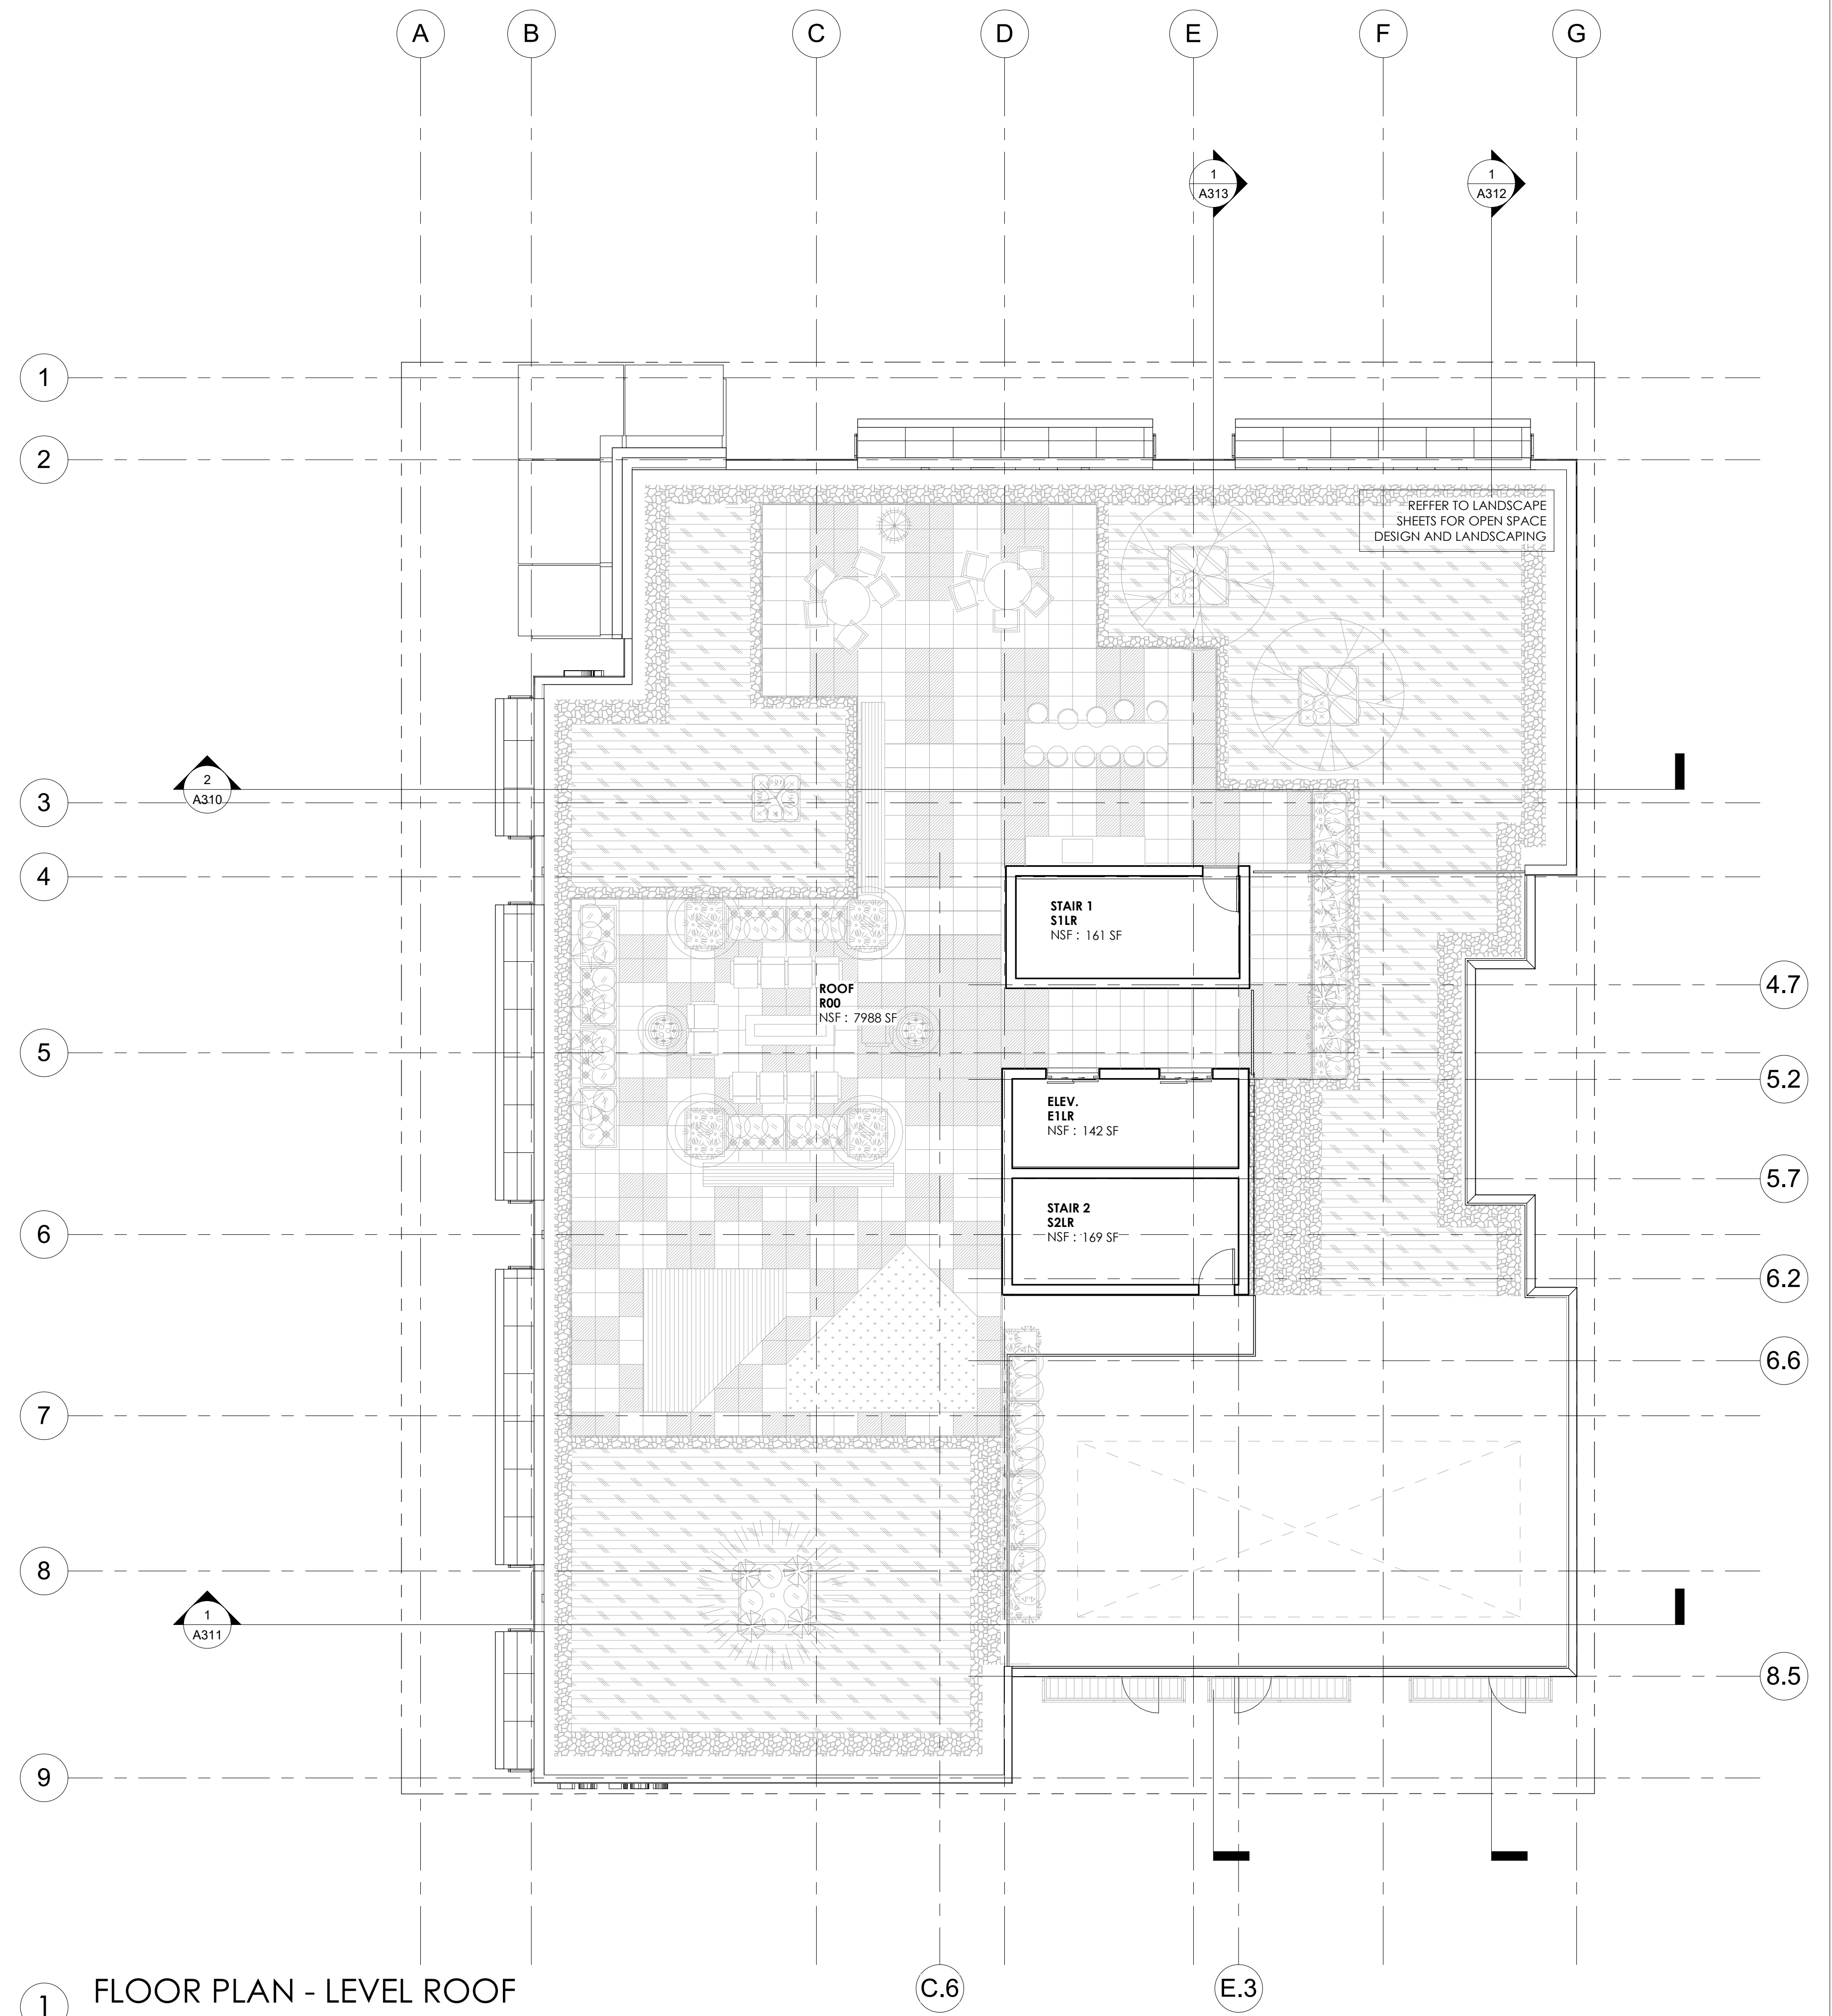 A
B
C
D
E
F
G
1
A313
1
A312
1
2
REFFER TO LANDSCAPE
SHEETS FOR OPEN SPACE
DESIGN AND LANDSCAPING
2
A310
3
4
STAIR 1
S1LR
NSF : 161 SF
4.7
ROOF
R00
NSF : 7988 SF
5
5.2
ELEV.
E1LR
NSF : 142 SF
5.7
STAIR 2
S2LR
NSF : 169 SF
6
6.2
6.6
7
8
1
A311
8.5
9
C.6
E.3
1
FLOOR PLAN - LEVEL ROOF